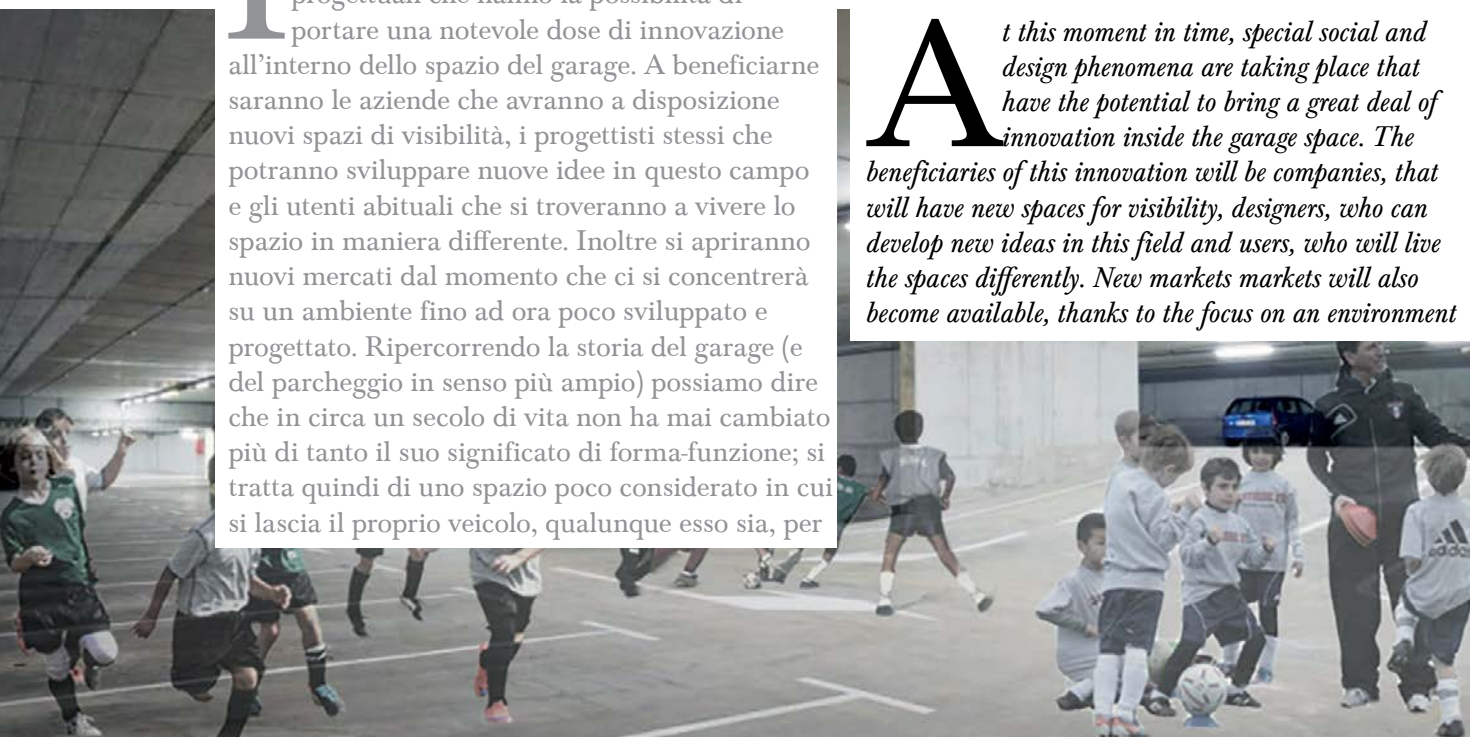 progettuali che hanno la possibilità di
portare una notevole dose di innovazione
all’interno dello spazio del garage. A beneficiarne
saranno le aziende che avranno a disposizione
nuovi spazi di visibilità, i progettisti stessi che
potranno sviluppare nuove idee in questo campo
e gli utenti abituali che si troveranno a vivere lo
spazio in maniera differente. Inoltre si apriranno
nuovi mercati dal momento che ci si concentrerà
su un ambiente fino ad ora poco sviluppato e
progettato. Ripercorrendo la storia del garage (e
del parcheggio in senso più ampio) possiamo dire
che in circa un secolo di vita non ha mai cambiato
più di tanto il suo significato di forma-funzione; si
tratta quindi di uno spazio poco considerato in cui
si lascia il proprio veicolo, qualunque esso sia, per
At this moment in time, special social and
design phenomena are taking place that
have the potential to bring a great deal of
innovation inside the garage space. The
beneficiaries of this innovation will be companies, that
will have new spaces for visibility, designers, who can
develop new ideas in this field and users, who will live
the spaces differently. New markets markets will also
become available, thanks to the focus on an environment
adidas